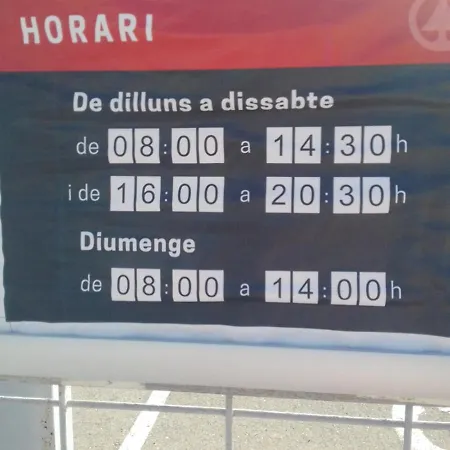 HORARI
De dilluns a dissabte
de 08:00 a 14:30h
i de 16:00 a 20:30h
Diumenge
de 08:00 a 14:00h